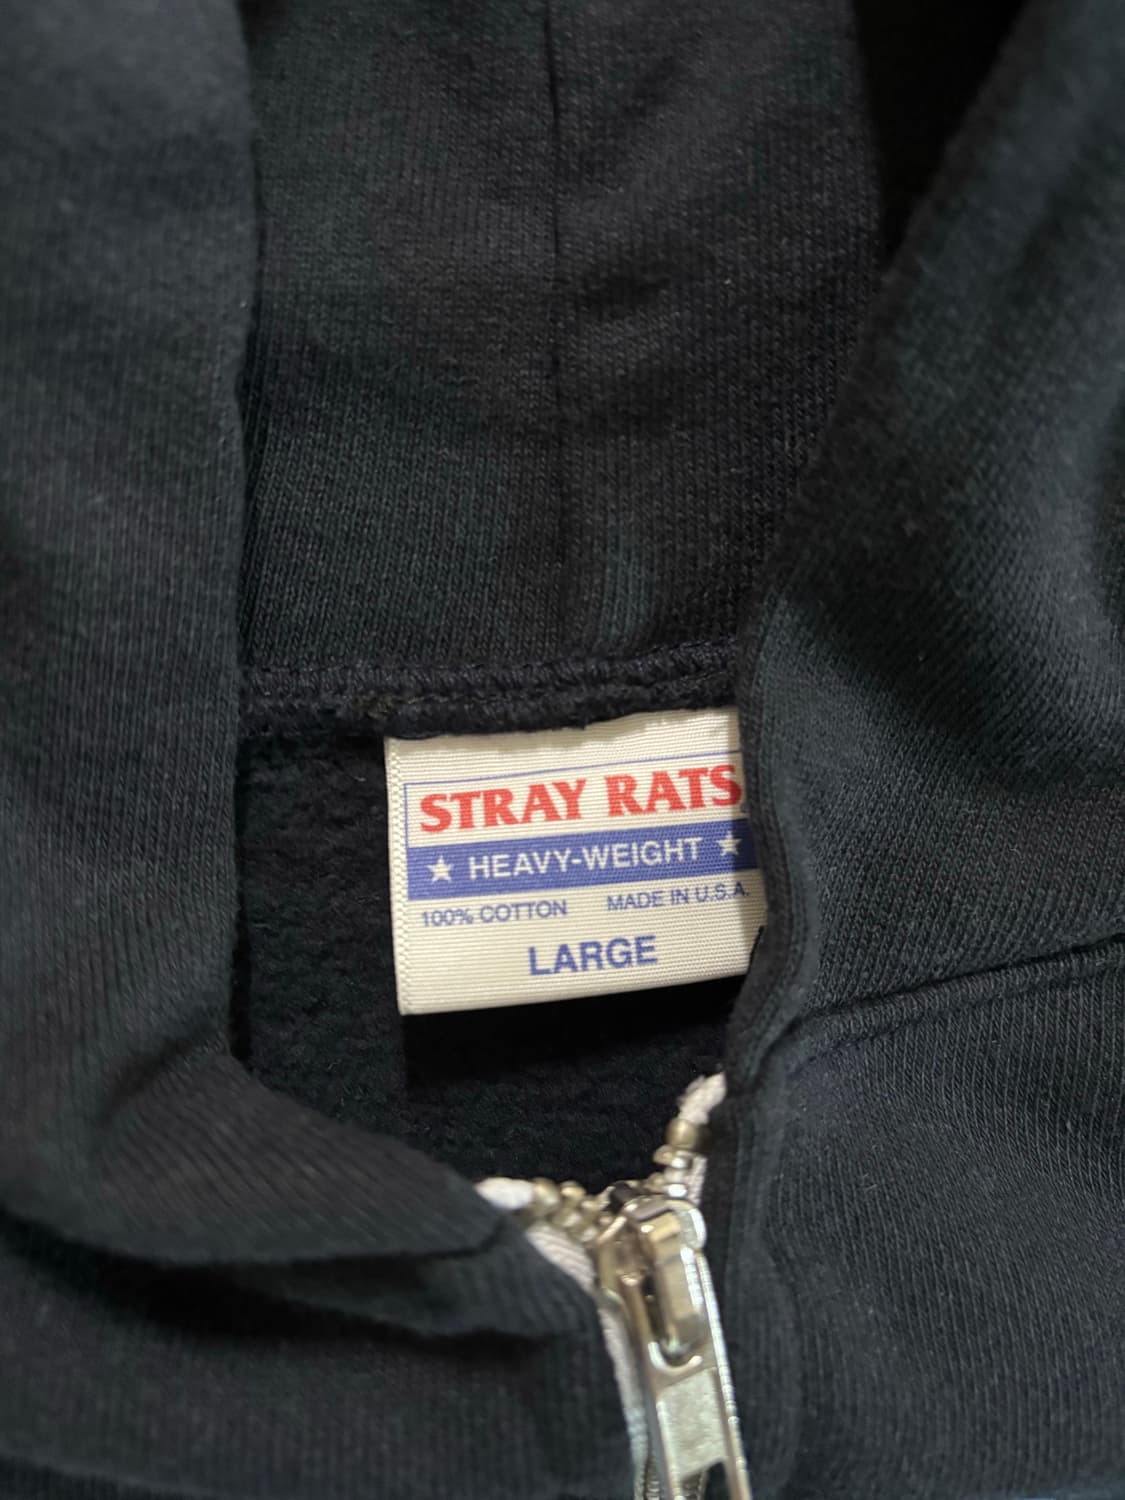 STRAY RATS
★ HEAVY-WEIGHT ★
100% COTTON MADE IN U.S.A.
LARGE